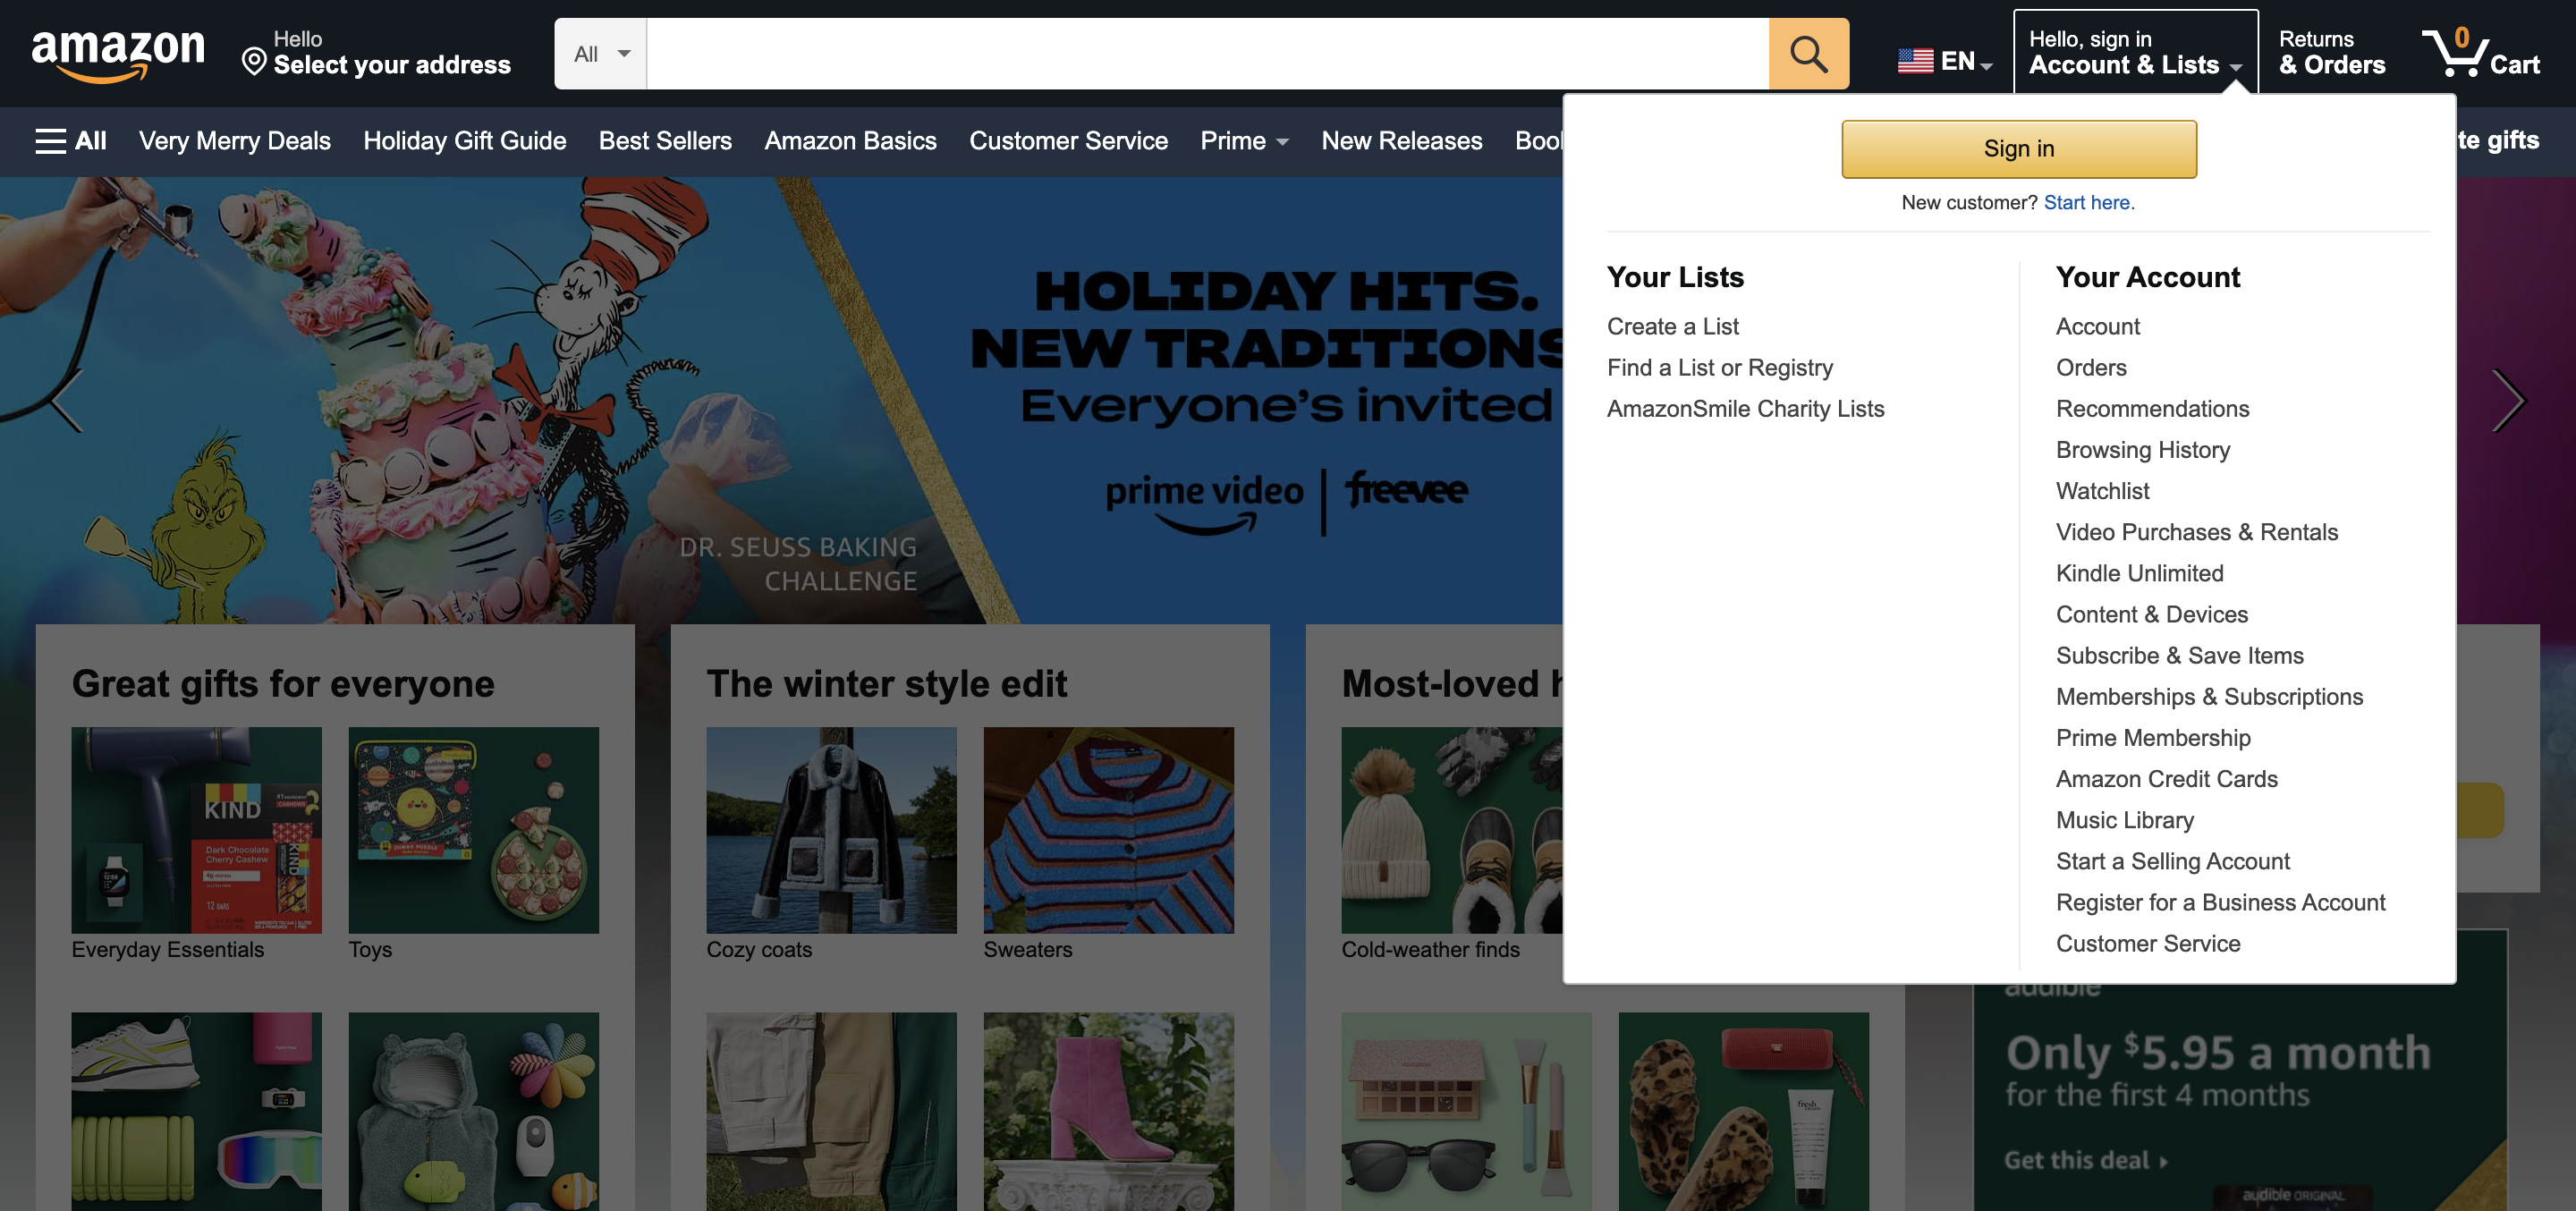 amazon
Hello
Select your address
All
EN
Hello, sign in
Account & Lists
Returns
& Orders
0
Cart
All
Very Merry Deals
Holiday Gift Guide
Best Sellers
Amazon Basics
Customer Service
Prime
New Releases
te gifts
Sign in
New customer? Start here.
Your Lists
Create a List
Find a List or Registry
AmazonSmile Charity Lists
Your Account
Account
Orders
Recommendations
Browsing History
Watchlist
Video Purchases & Rentals
Kindle Unlimited
Content & Devices
Subscribe & Save Items
Memberships & Subscriptions
Prime Membership
Amazon Credit Cards
Music Library
Start a Selling Account
Register for a Business Account
Customer Service
HOLIDAY HITS.
NEW TRADITIONS
Everyone's invited
prime video | freevee
DR. SEUSS BAKING
CHALLENGE
Great gifts for everyone
KIND
Dark Chocolate
Cherry Cashew
12 BARS
KIND
JUMBO PUZZLE
Everyday Essentials
Toys
The winter style edit
Cozy coats
Sweaters
Most-loved
Cold-weather finds
fresh
audible
Only $5.95 a month
for the first 4 months
Get this deal
audible ORIGINAL